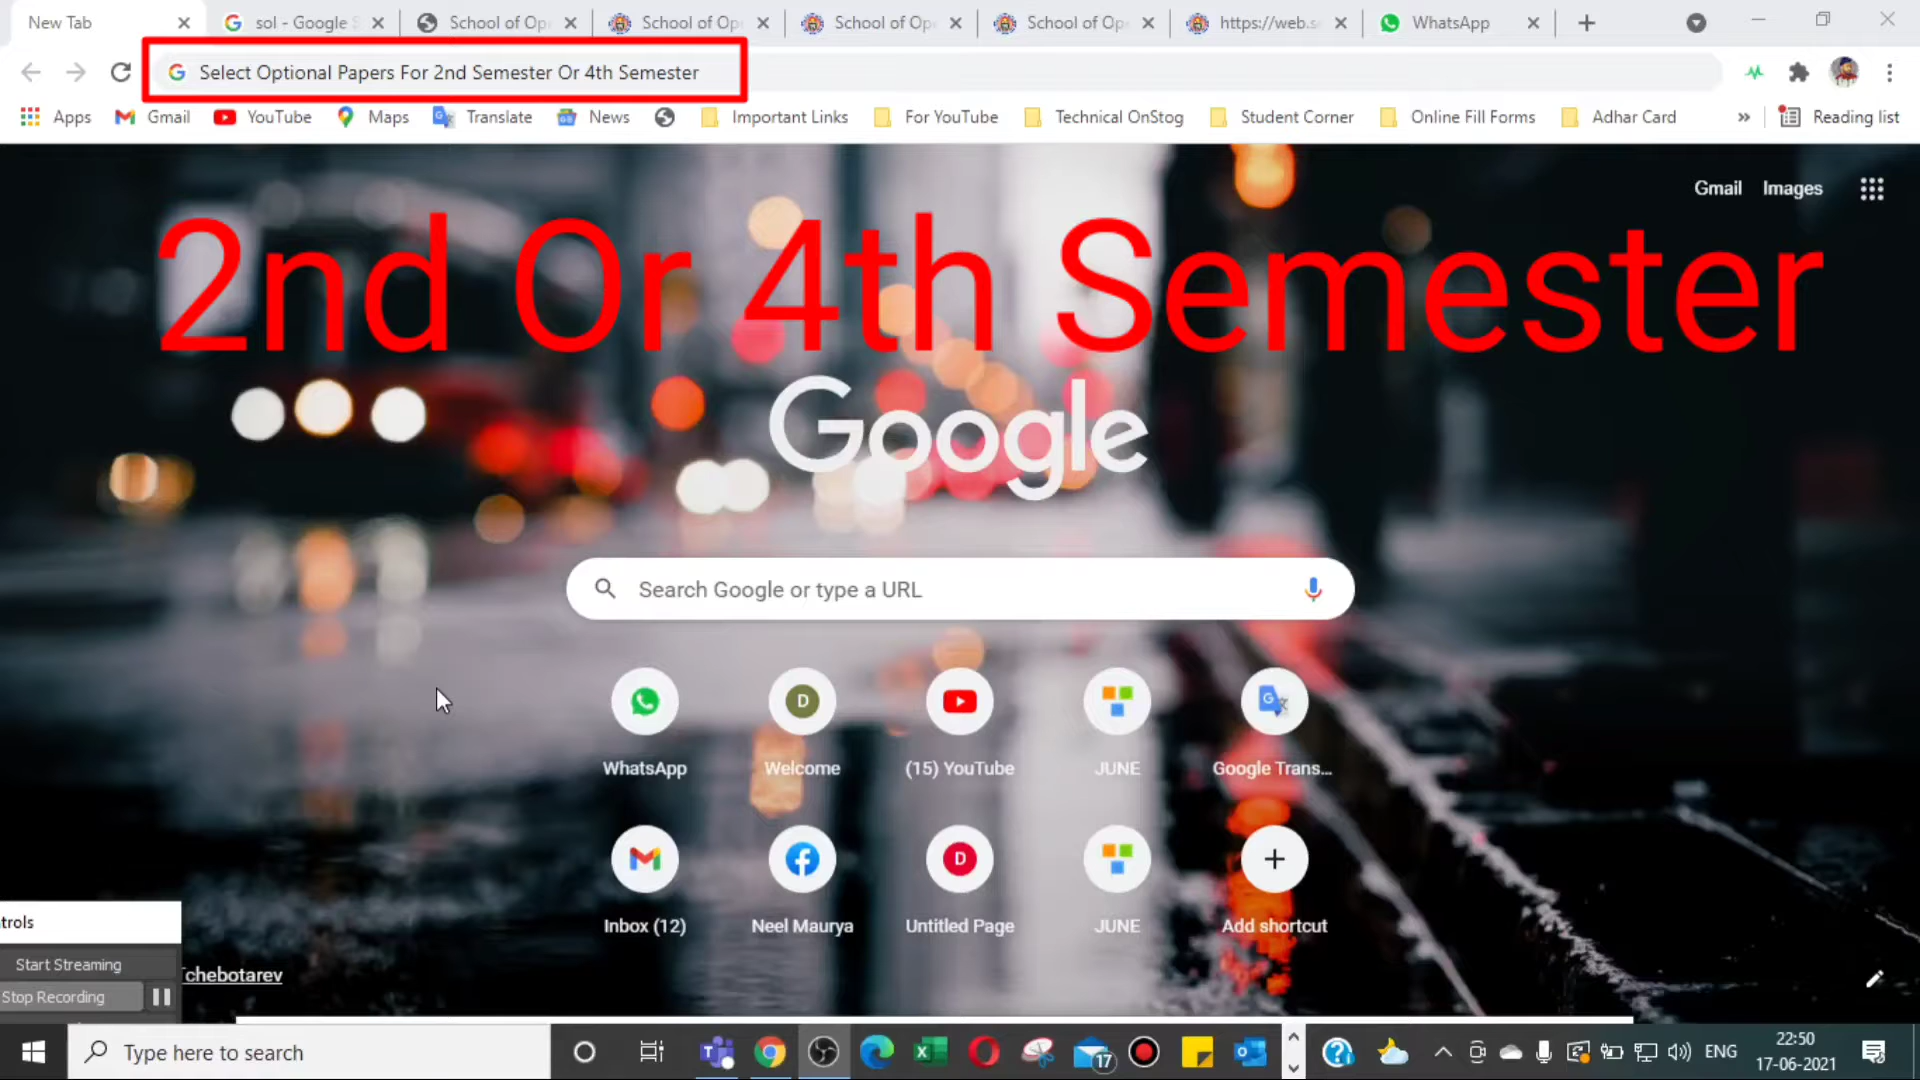 New Tab
sol - Google S
School of Op
School of Op
School of Op
School of Op
https://web.s
WhatsApp
Select Optional Papers For 2nd Semester Or 4th Semester
Apps
Gmail
YouTube
Maps
Translate
News
Important Links
For YouTube
Technical OnStog
Student Corner
Online Fill Forms
Adhar Card
»
Reading list
Gmail
Images
2nd Or 4th Semester
Google
Search Google or type a URL
D
WhatsApp
Welcome
(15) YouTube
JUNE
Google Trans...
D
Inbox (12)
Neel Maurya
Untitled Page
JUNE
Add shortcut
trols
Start Streaming
Stop Recording
Tchebotarev
Type here to search
17
ENG
22:50
17-06-2021